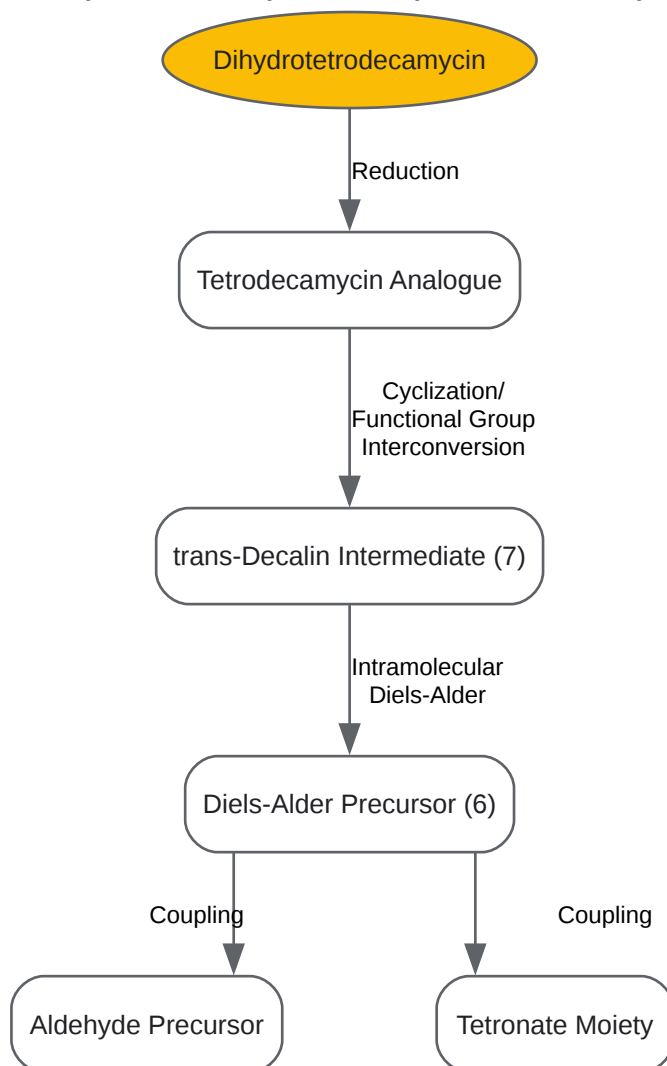 Dihydrotetrodecamycin
Reduction
Tetrodecamycin Analogue
Cyclization/
Functional Group
Interconversion
trans-Decalin Intermediate (7)
Intramolecular
Diels-Alder
Diels-Alder Precursor (6)
Coupling
Coupling
Aldehyde Precursor
Tetronate Moiety